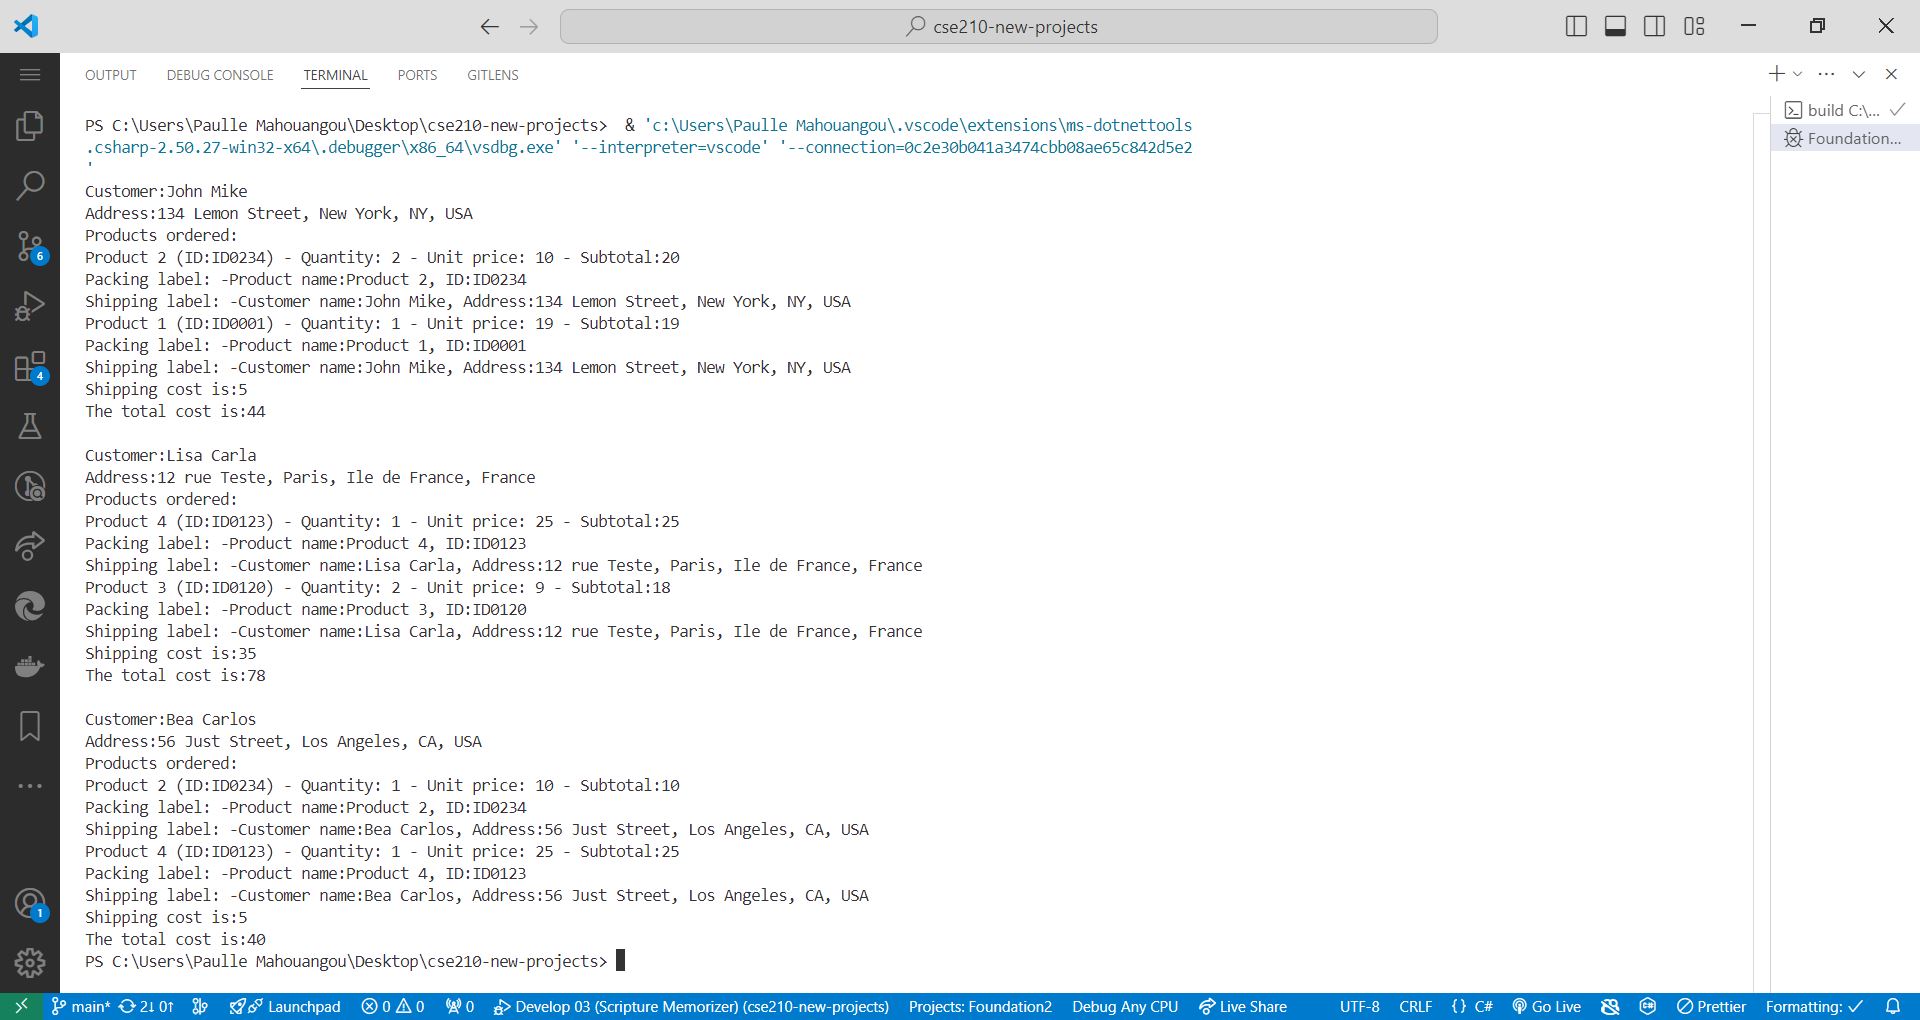 cse210-new-projects
OUTPUT DEBUG CONSOLE TERMINAL PORTS GITLENS
PS C:\Users\Paulle Mahouangou\Desktop\cse210-new-projects>  & 'c:\Users\Paulle Mahouangou\.vscode\extensions\ms-dotnettools
.csharp-2.50.27-win32-x64\.debugger\x86_64\vsdbg.exe' '--interpreter=vscode' '--connection=0c2e30b041a3474cbb08ae65c842d5e2
'
Customer:John Mike
Address:134 Lemon Street, New York, NY, USA
Products ordered:
Product 2 (ID:ID0234) - Quantity: 2 - Unit price: 10 - Subtotal:20
Packing label: -Product name:Product 2, ID:ID0234
Shipping label: -Customer name:John Mike, Address:134 Lemon Street, New York, NY, USA
Product 1 (ID:ID0001) - Quantity: 1 - Unit price: 19 - Subtotal:19
Packing label: -Product name:Product 1, ID:ID0001
Shipping label: -Customer name:John Mike, Address:134 Lemon Street, New York, NY, USA
Shipping cost is:5
The total cost is:44
Customer:Lisa Carla
Address:12 rue Teste, Paris, Ile de France, France
Products ordered:
Product 4 (ID:ID0123) - Quantity: 1 - Unit price: 25 - Subtotal:25
Packing label: -Product name:Product 4, ID:ID0123
Shipping label: -Customer name:Lisa Carla, Address:12 rue Teste, Paris, Ile de France, France
Product 3 (ID:ID0120) - Quantity: 2 - Unit price: 9 - Subtotal:18
Packing label: -Product name:Product 3, ID:ID0120
Shipping label: -Customer name:Lisa Carla, Address:12 rue Teste, Paris, Ile de France, France
Shipping cost is:35
The total cost is:78
Customer:Bea Carlos
Address:56 Just Street, Los Angeles, CA, USA
Products ordered:
Product 2 (ID:ID0234) - Quantity: 1 - Unit price: 10 - Subtotal:10
Packing label: -Product name:Product 2, ID:ID0234
Shipping label: -Customer name:Bea Carlos, Address:56 Just Street, Los Angeles, CA, USA
Product 4 (ID:ID0123) - Quantity: 1 - Unit price: 25 - Subtotal:25
Packing label: -Product name:Product 4, ID:ID0123
Shipping label: -Customer name:Bea Carlos, Address:56 Just Street, Los Angeles, CA, USA
Shipping cost is:5
The total cost is:40
PS C:\Users\Paulle Mahouangou\Desktop\cse210-new-projects>
build C:\...
Foundation...
6
4
1
main* 2↓ 0↑ Launchpad 0 0 0 Develop 03 (Scripture Memorizer) (cse210-new-projects) Projects: Foundation2 Debug Any CPU Live Share UTF-8 CRLF {} C# Go Live Prettier Formatting: ✓